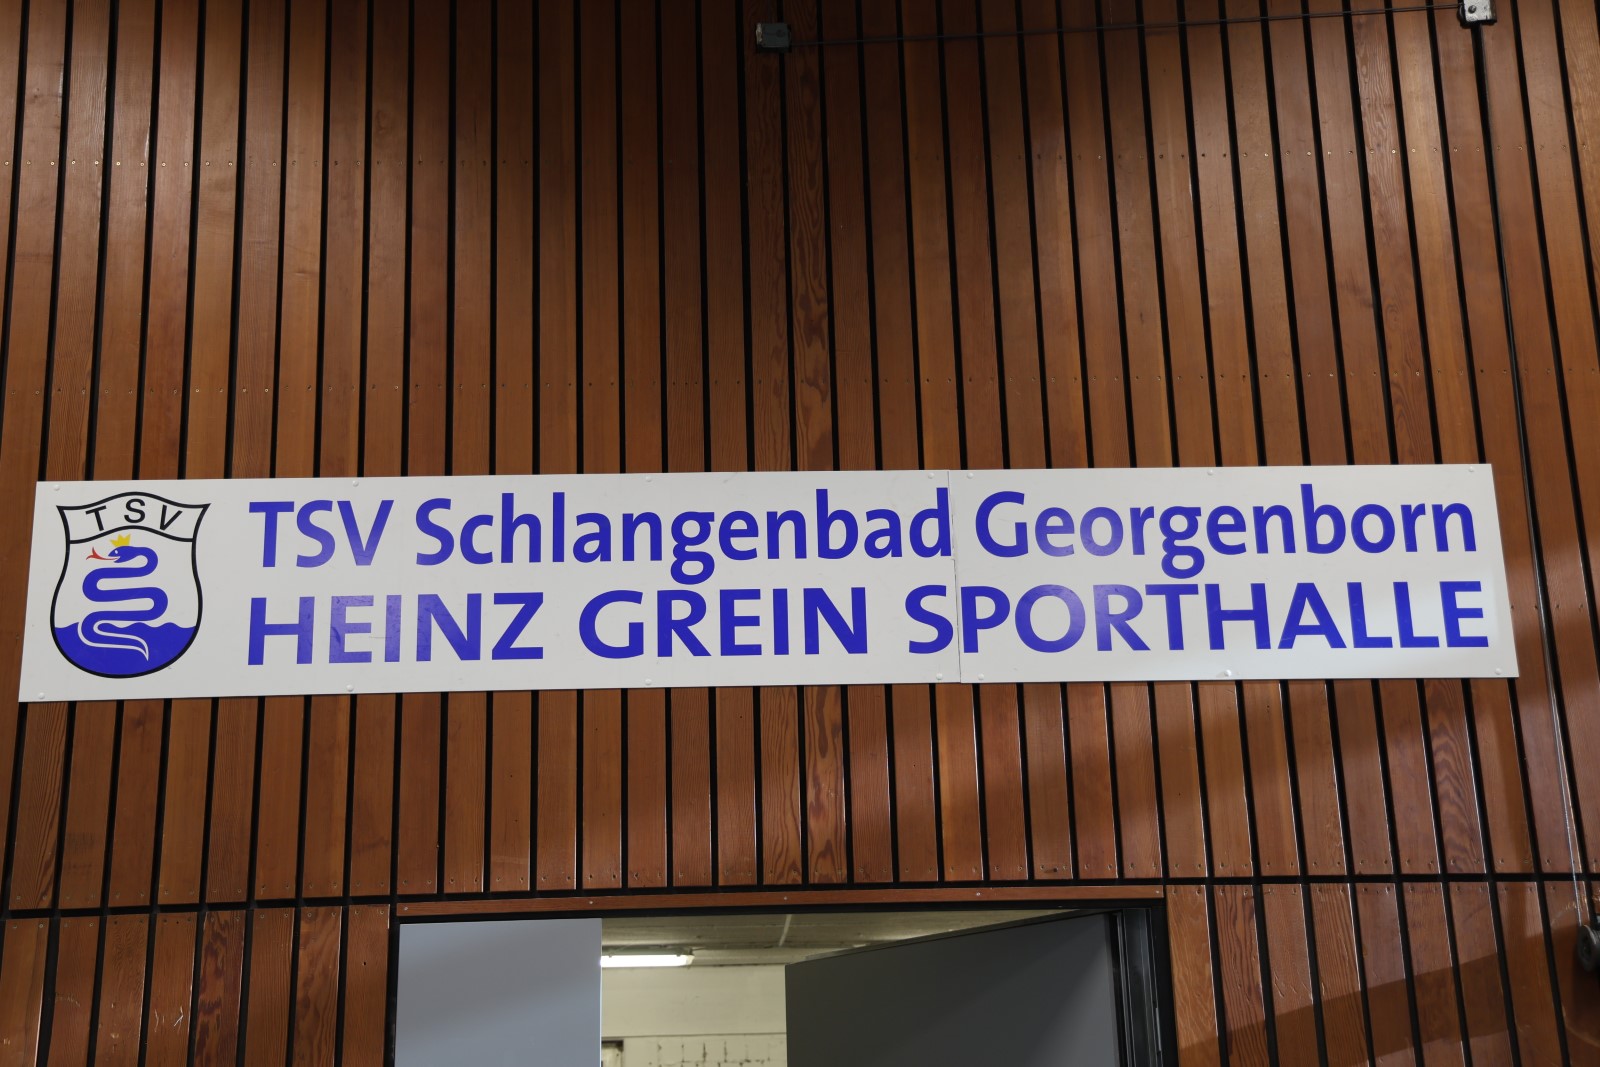 TSV
TSV Schlangenbad Georgenborn
HEINZ GREIN SPORTHALLE